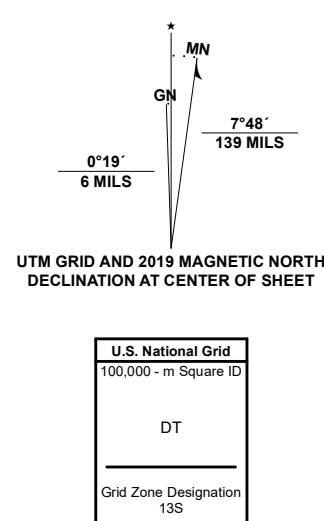 ★
MN
GN
7°48´
139 MILS
0°19´
6 MILS
UTM GRID AND 2019 MAGNETIC NORTH
DECLINATION AT CENTER OF SHEET
U.S. National Grid
100,000 - m Square ID
DT
Grid Zone Designation
13S